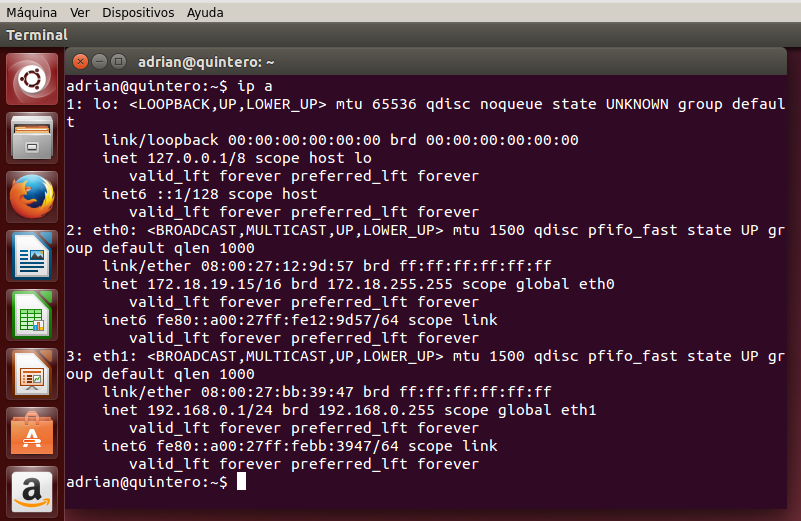 Máquina Ver Dispositivos Ayuda
Terminal
adrian@quintero: ~
adrian@quintero:~$ ip a
1: lo: <LOOPBACK,UP,LOWER_UP> mtu 65536 qdisc noqueue state UNKNOWN group defaul
t
    link/loopback 00:00:00:00:00:00 brd 00:00:00:00:00:00
    inet 127.0.0.1/8 scope host lo
       valid_lft forever preferred_lft forever
    inet6 ::1/128 scope host
       valid_lft forever preferred_lft forever
2: eth0: <BROADCAST,MULTICAST,UP,LOWER_UP> mtu 1500 qdisc pfifo_fast state UP gr
oup default qlen 1000
    link/ether 08:00:27:12:9d:57 brd ff:ff:ff:ff:ff:ff
    inet 172.18.19.15/16 brd 172.18.255.255 scope global eth0
       valid_lft forever preferred_lft forever
    inet6 fe80::a00:27ff:fe12:9d57/64 scope link
       valid_lft forever preferred_lft forever
3: eth1: <BROADCAST,MULTICAST,UP,LOWER_UP> mtu 1500 qdisc pfifo_fast state UP gr
oup default qlen 1000
    link/ether 08:00:27:bb:39:47 brd ff:ff:ff:ff:ff:ff
    inet 192.168.0.1/24 brd 192.168.0.255 scope global eth1
       valid_lft forever preferred_lft forever
    inet6 fe80::a00:27ff:febb:3947/64 scope link
       valid_lft forever preferred_lft forever
adrian@quintero:~$